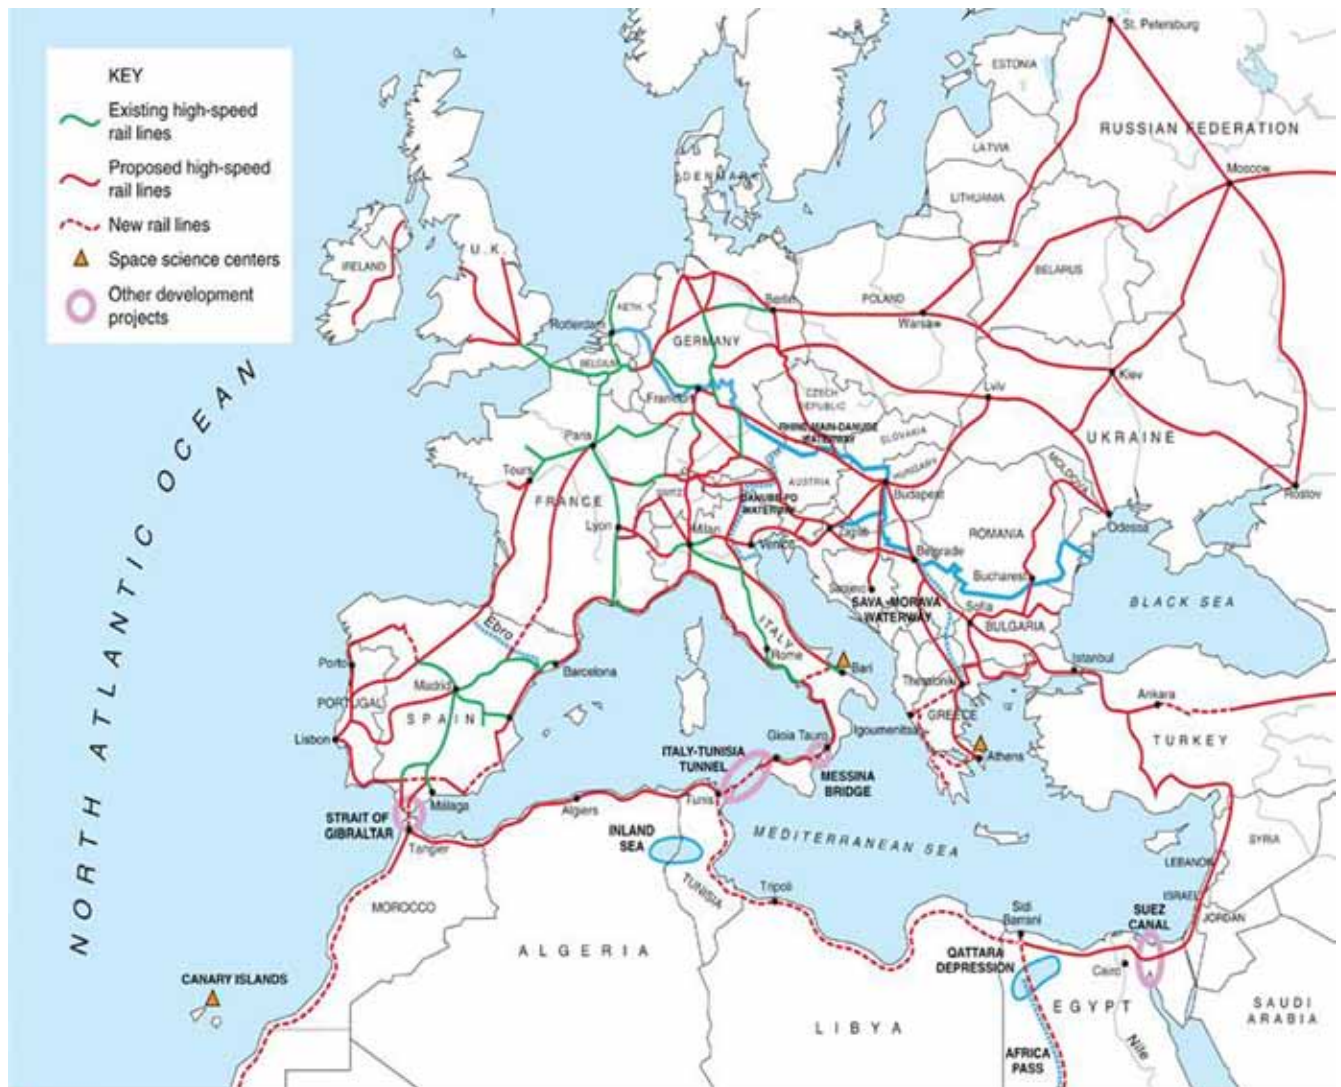 KEY
Existing high-speed
rail lines
Proposed high-speed
rail lines
New rail lines
Space science centers
Other development
projects
St. Petersburg
ESTONIA
RUSSIAN FEDERATION
LATVIA
Moscow
DENMARK
LITHUANIA
U.K.
IRELAND
BELARUS
NETH.
Berlin
POLAND
Rotterdam
Warsaw
GERMANY
BELGIUM
Kiev
CZECH
REPUBLIC
Lviv
Frankfurt
RHINE-MAIN-DANUBE
WATERWAY
SLOVAKIA
UKRAINE
Paris
MOLDOVA
HUNGARY
Tours
AUSTRIA
Budapest
Rostov
FRANCE
SWITZ.
DANUBE-PO
WATERWAY
Odessa
Lyon
Milan
Venice
Zagreb
ROMANIA
Belgrade
Bucharest
Sarajevo
SAVA-MORAVA
WATERWAY
Sofia
BLACK SEA
Ebro
ITALY
BULGARIA
Porto
Barcelona
Rome
Bari
Istanbul
Madrid
Thessaloniki
Ankara
PORTUGAL
SPAIN
GREECE
Igoumenitsa
Lisbon
Gioia Tauro
TURKEY
ITALY-TUNISIA
TUNNEL
Athens
MESSINA
BRIDGE
Málaga
Tunis
STRAIT OF
GIBRALTAR
Algiers
Tangier
INLAND
SEA
MEDITERRANEAN SEA
SYRIA
LEBANON
TUNISIA
Tripoli
ISRAEL
MOROCCO
Sidi
Barrani
SUEZ
CANAL
JORDAN
ALGERIA
QATTARA
DEPRESSION
Cairo
CANARY ISLANDS
EGYPT
SAUDI
ARABIA
LIBYA
Nile
AFRICA
PASS
NORTH ATLANTIC OCEAN